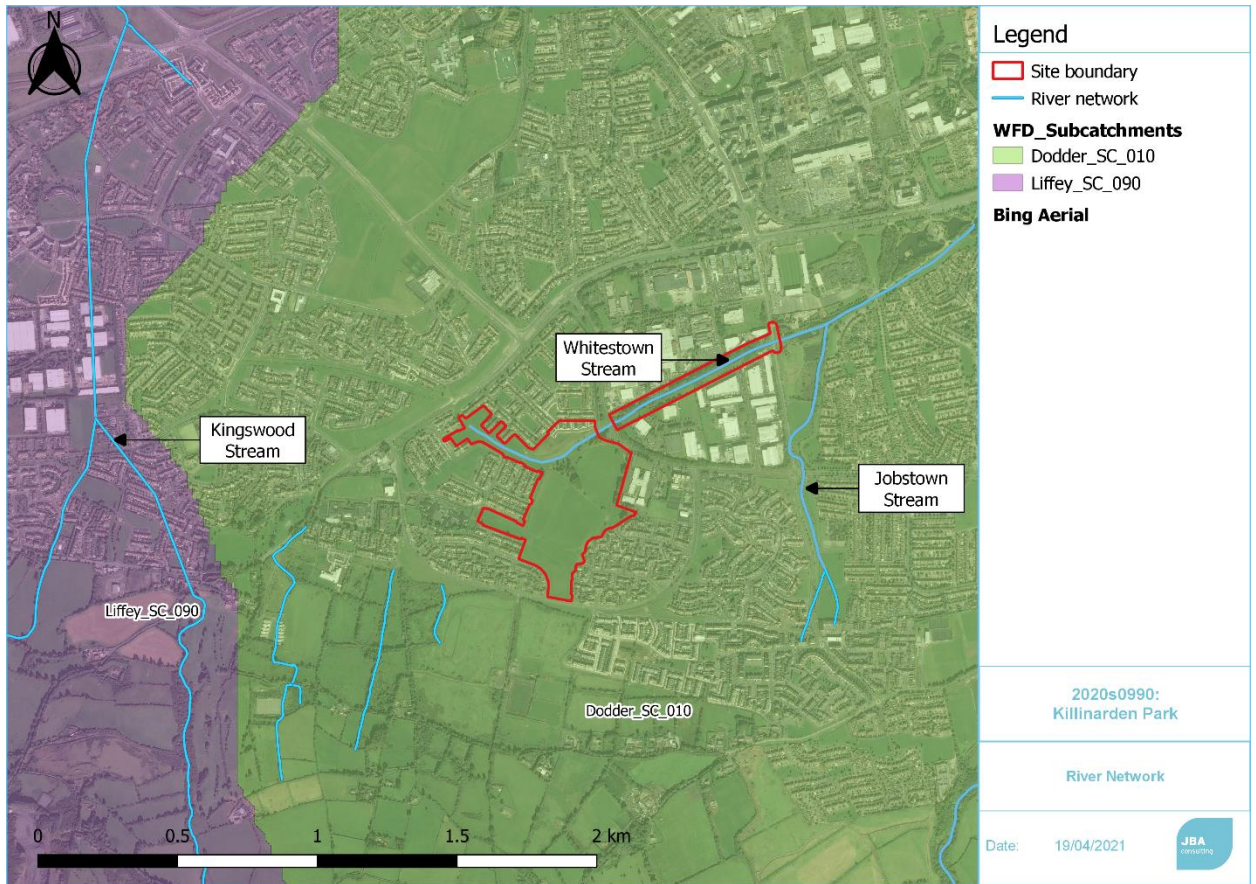 N
Whitestown
Stream
Kingswood
Stream
Jobstown
Stream
Liffey_SC_090
Dodder_SC_010
0
0.5
1
1.5
2 km
Legend
Site boundary
River network
WFD_Subcatchments
Dodder_SC_010
Liffey_SC_090
Bing Aerial
2020s0990:
Killinarden Park
River Network
Date: 19/04/2021
JBA
consulting